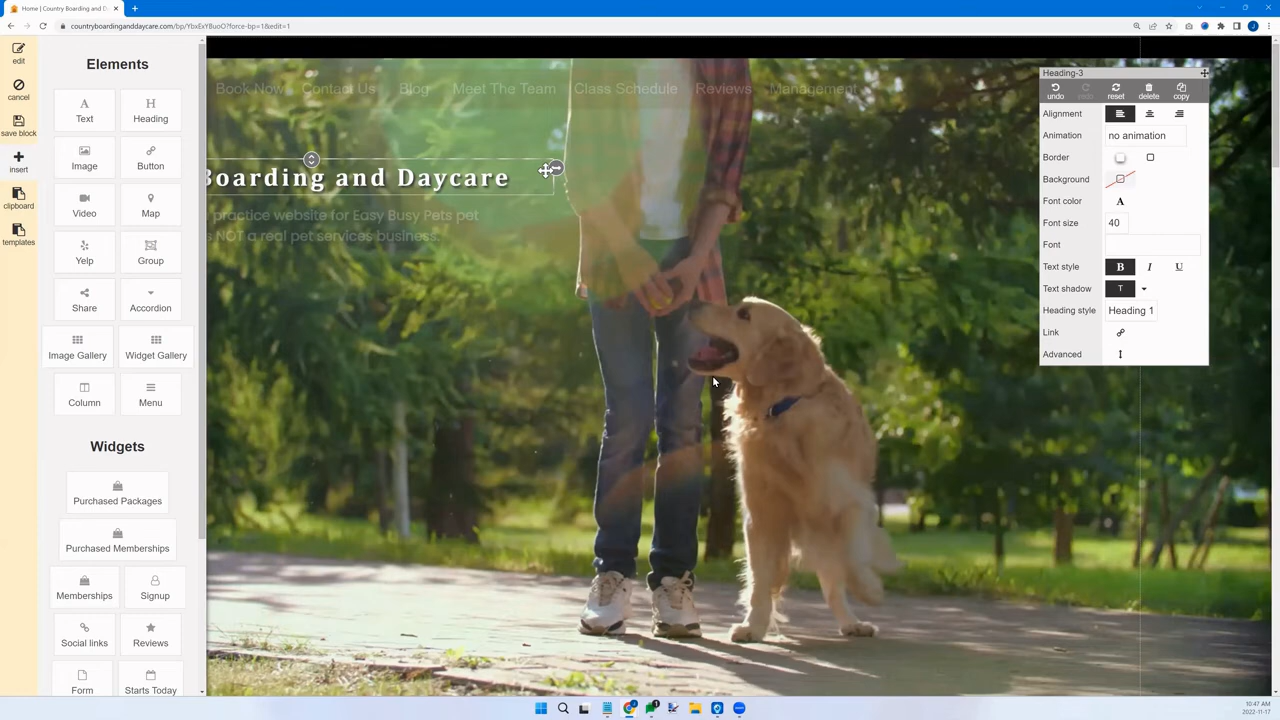 Home | Country Boarding and D
countryboardinganddaycare.com/bp/YbxExYBuoO?force-bp=1&edit=1
edit
cancel
save block
insert
clipboard
templates
Elements
Text
Heading
Image
Button
Video
Map
Yelp
Group
Share
Accordion
Image Gallery
Widget Gallery
Column
Menu
Widgets
Purchased Packages
Purchased Memberships
Memberships
Signup
Social links
Reviews
Form
Starts Today
Book Now
Contact Us
Blog
Meet The Team
Class Schedule
Reviews
Management
Boarding and Daycare
practice website for Easy Busy Pets pet
s NOT a real pet services business.
Heading-3
undo
redo
reset
delete
copy
Alignment
Animation
no animation
Border
Background
Font color
A
Font size
40
Font
Text style
B
I
U
Text shadow
T
Heading style
Heading 1
Link
Advanced
10:47 AM
2022-11-17